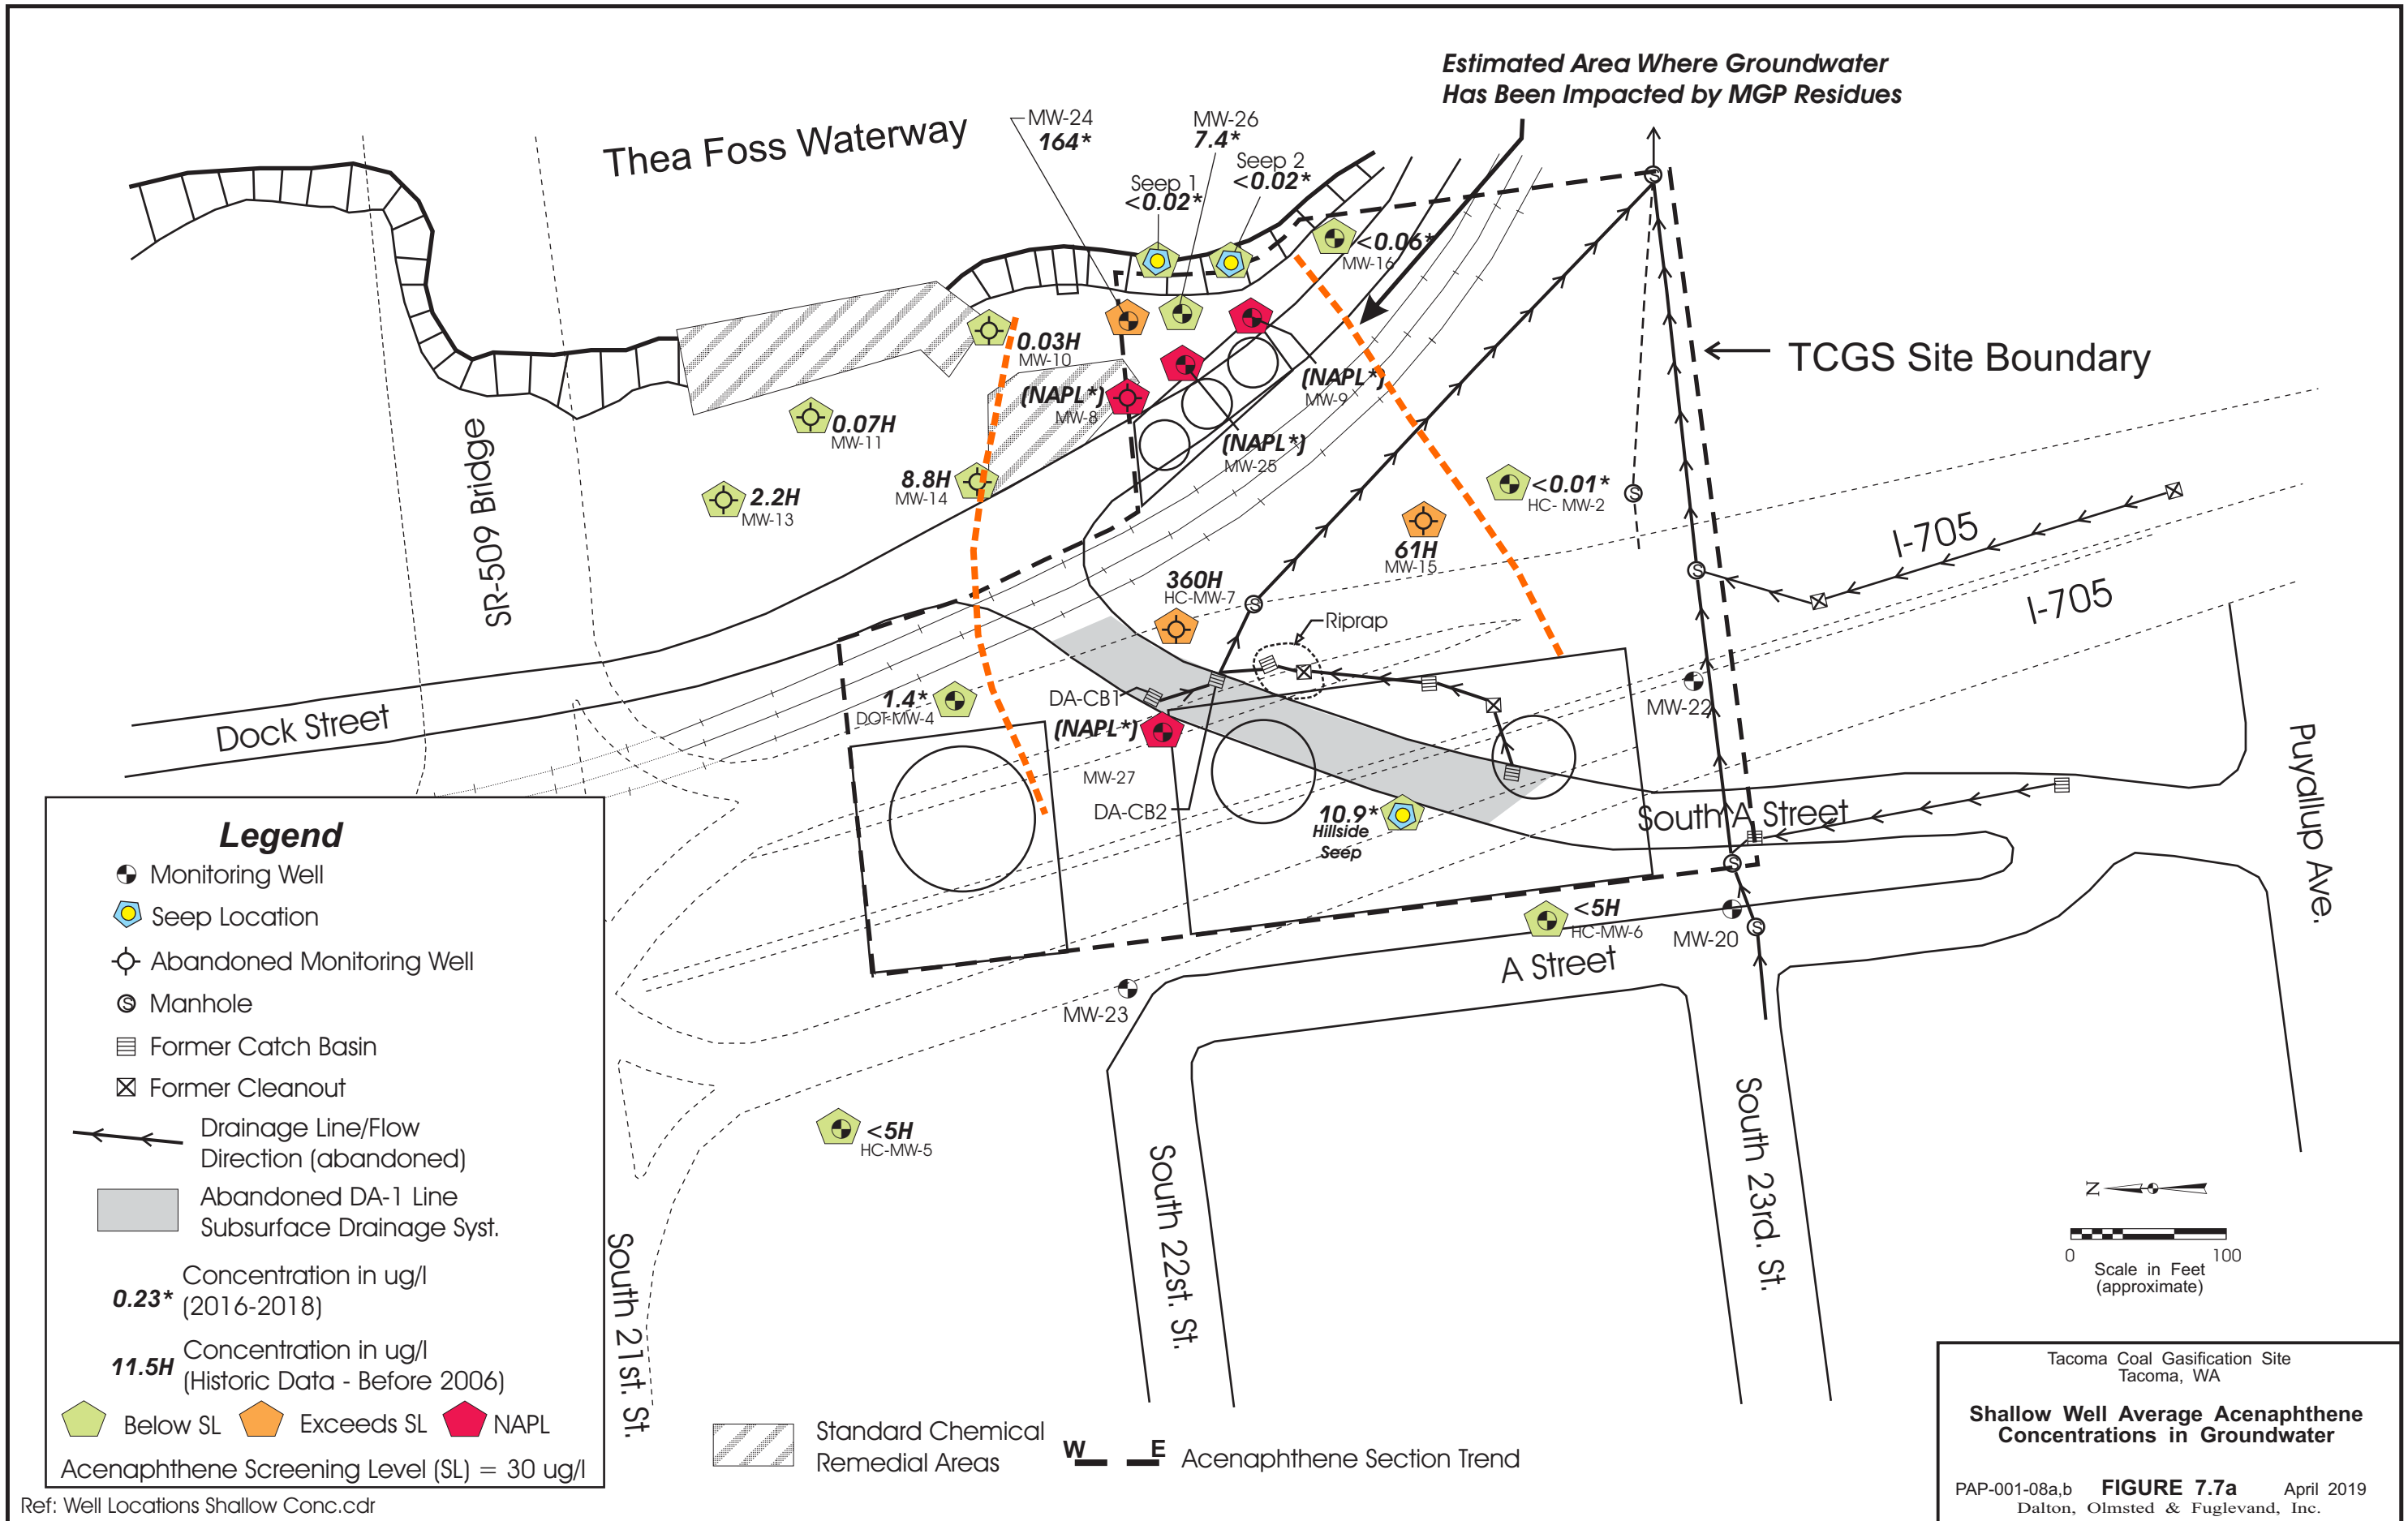 Estimated Area Where Groundwater
Has Been Impacted by MGP Residues
Thea Foss Waterway
MW-24
164*
MW-26
7.4*
Seep 1
<0.02*
Seep 2
<0.02*
<0.06*
MW-16
TCGS Site Boundary
0.03H
MW-10
(NAPL*)
MW-8
(NAPL*)
MW-9
(NAPL*)
MW-25
0.07H
MW-11
8.8H
MW-14
2.2H
MW-13
<0.01*
HC- MW-2
61H
MW-15
360H
HC-MW-7
Riprap
SR-509 Bridge
I-705
I-705
Dock Street
1.4*
DOT-MW-4
DA-CB1
(NAPL*)
MW-27
DA-CB2
10.9*
Hillside
Seep
MW-22
South A Street
Puyallup Ave.
<5H
HC-MW-6
MW-20
A Street
MW-23
<5H
HC-MW-5
South 21st. St.
South 22st. St.
South 23rd. St.
N
0 100
Scale in Feet
(approximate)
Legend
Monitoring Well
Seep Location
Abandoned Monitoring Well
S Manhole
Former Catch Basin
Former Cleanout
Drainage Line/Flow
Direction (abandoned)
Abandoned DA-1 Line
Subsurface Drainage Syst.
0.23* Concentration in ug/l
(2016-2018)
11.5H Concentration in ug/l
(Historic Data - Before 2006)
Below SL Exceeds SL NAPL
Acenaphthene Screening Level (SL) = 30 ug/l
Ref: Well Locations Shallow Conc.cdr
Standard Chemical
Remedial Areas
W E Acenaphthene Section Trend
Tacoma Coal Gasification Site
Tacoma, WA
Shallow Well Average Acenaphthene
Concentrations in Groundwater
PAP-001-08a,b FIGURE 7.7a April 2019
Dalton, Olmsted & Fuglevand, Inc.